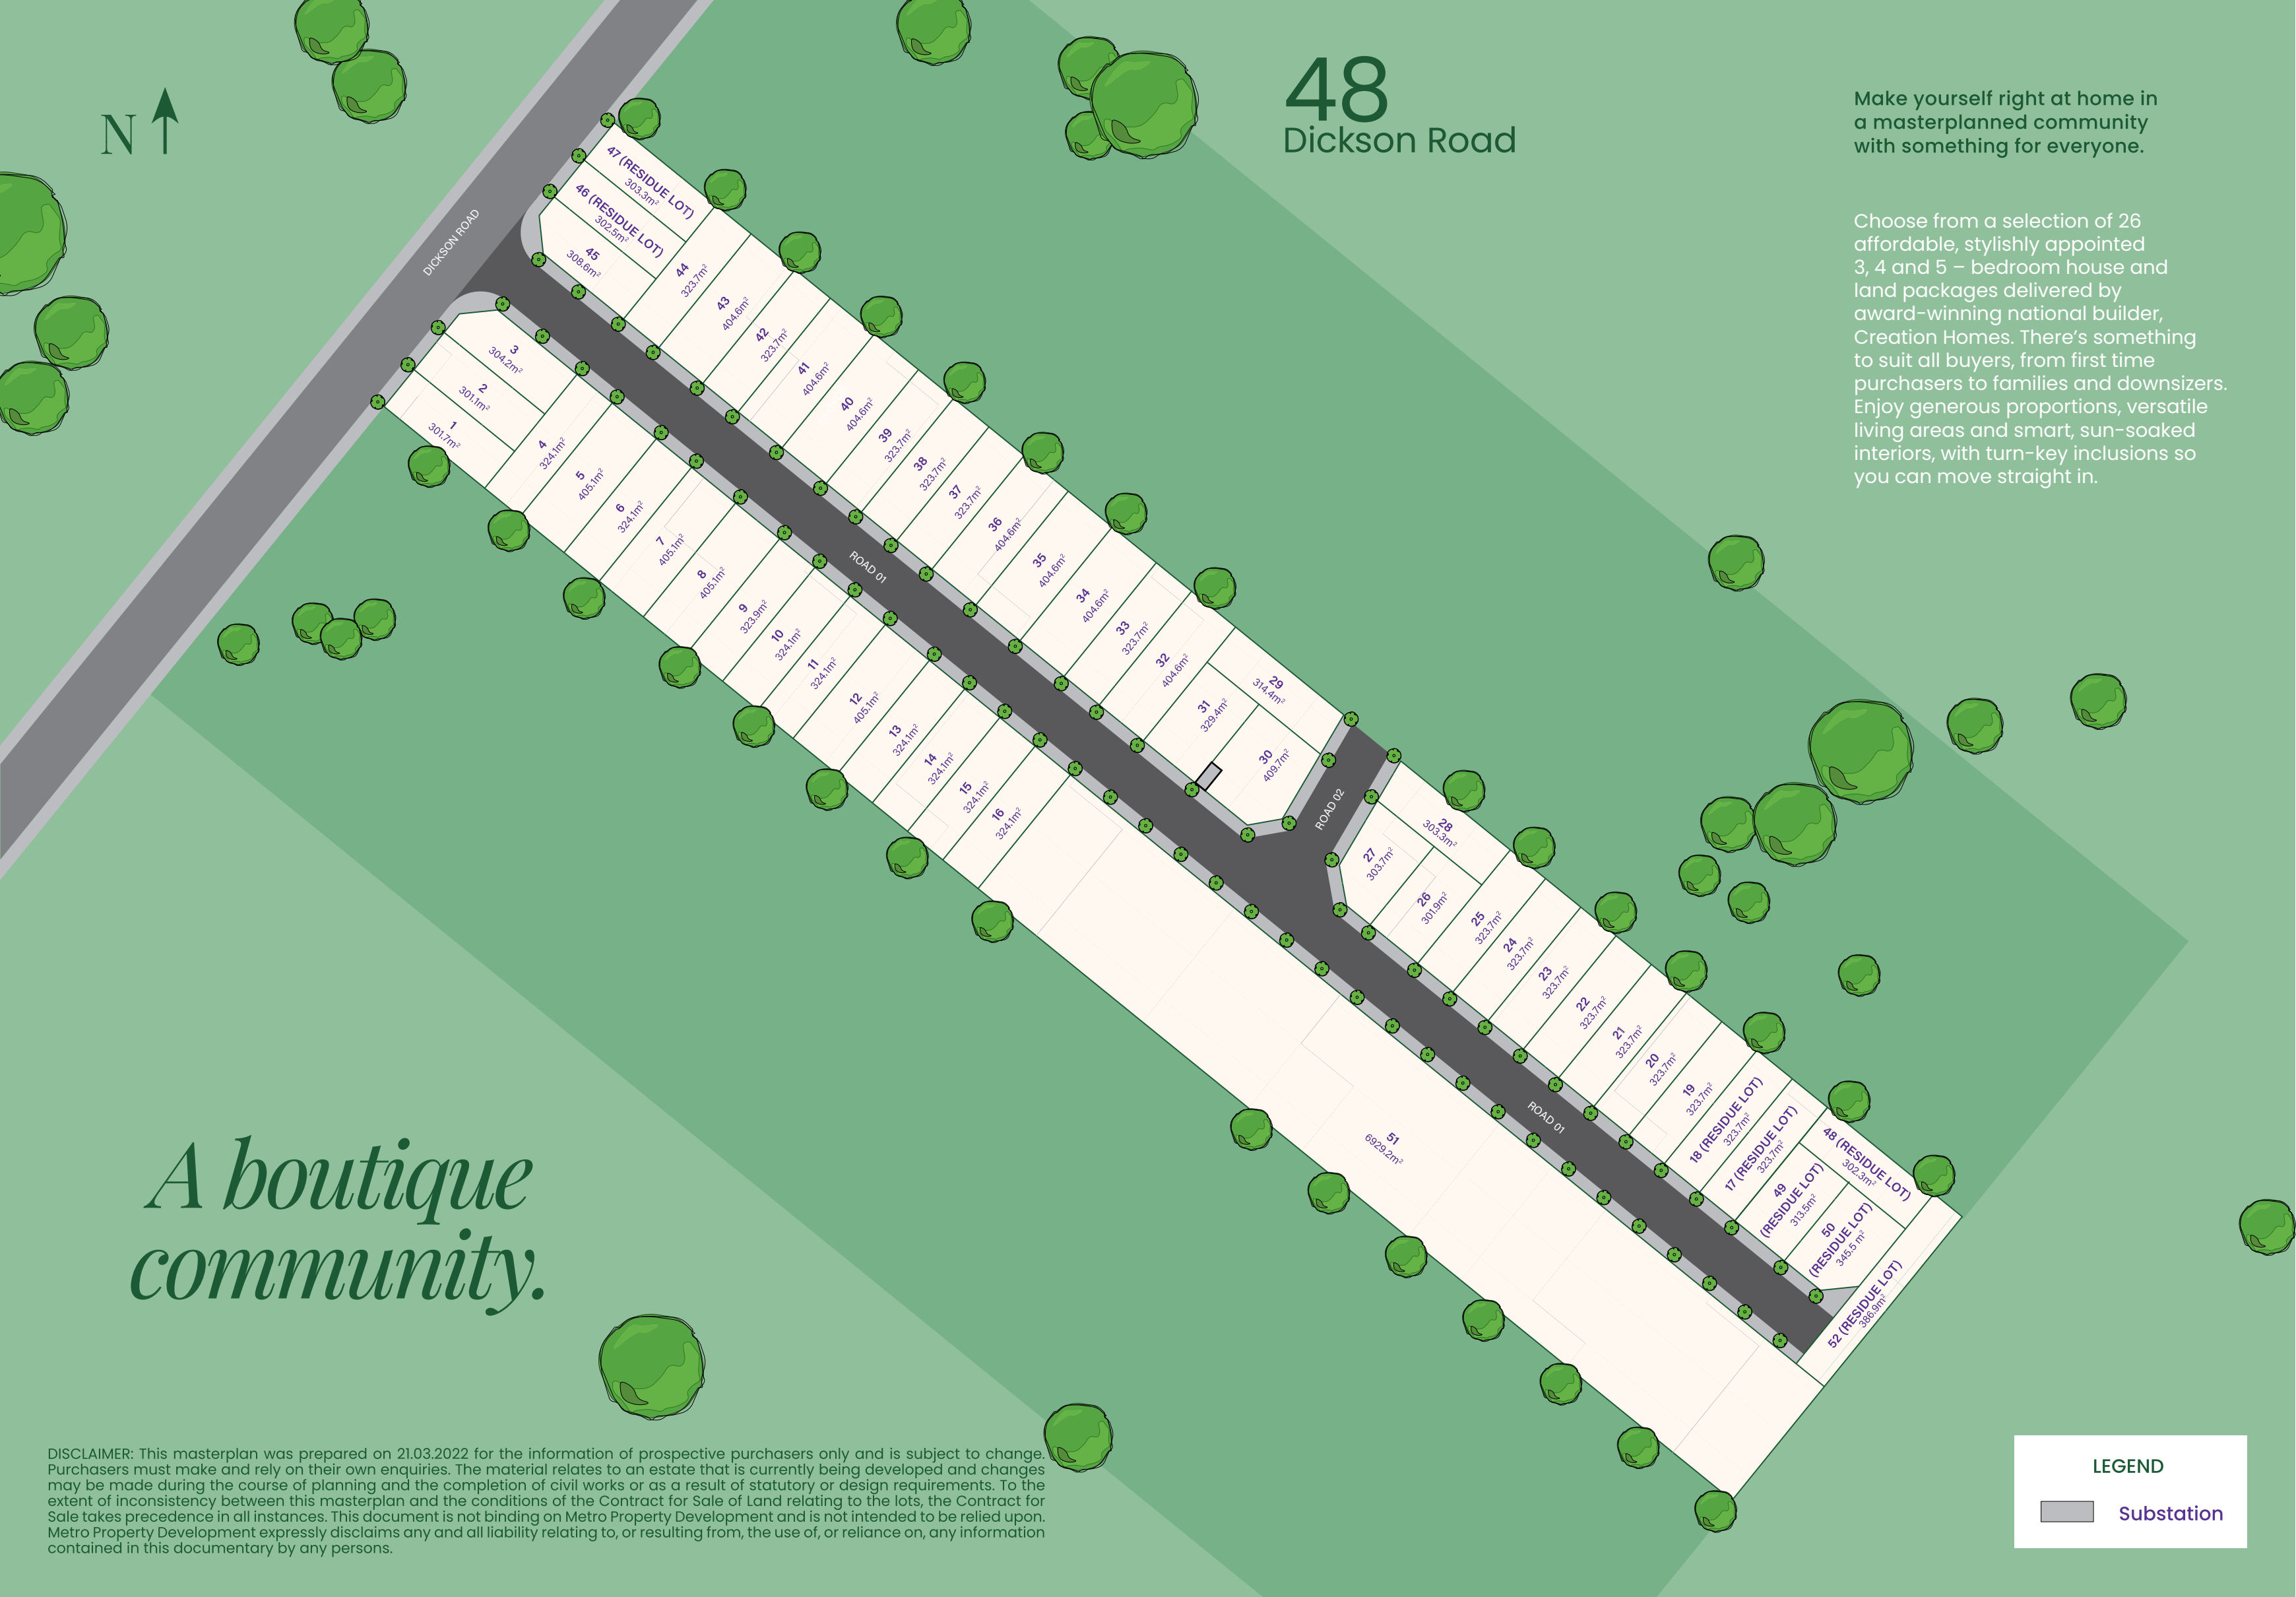 N
48
Dickson Road
Make yourself right at home in
a masterplanned community
with something for everyone.
Choose from a selection of 26
affordable, stylishly appointed
3, 4 and 5 – bedroom house and
land packages delivered by
award-winning national builder,
Creation Homes. There's something
to suit all buyers, from first time
purchasers to families and downsizers.
Enjoy generous proportions, versatile
living areas and smart, sun-soaked
interiors, with turn-key inclusions so
you can move straight in.
DICKSON ROAD
47 (RESIDUE LOT)
303.3m²
46 (RESIDUE LOT)
302.5m²
45
308.6m²
44
323.7m²
43
404.6m²
42
323.7m²
41
404.6m²
40
404.6m²
39
323.7m²
38
323.7m²
37
323.7m²
36
404.6m²
35
404.6m²
34
404.6m²
33
323.7m²
32
404.6m²
31
329.4m²
30
409.7m²
29
314.4m²
3
304.2m²
2
301.1m²
1
301.7m²
4
324.1m²
5
405.1m²
6
324.1m²
7
405.1m²
8
405.1m²
9
323.9m²
10
324.1m²
11
324.1m²
12
405.1m²
13
324.1m²
14
324.1m²
15
324.1m²
16
324.1m²
ROAD 01
ROAD 02
28
303.3m²
27
303.7m²
26
301.9m²
25
323.7m²
24
323.7m²
23
323.7m²
22
323.7m²
21
323.7m²
20
323.7m²
19
323.7m²
18 (RESIDUE LOT)
323.7m²
17 (RESIDUE LOT)
323.7m²
48 (RESIDUE LOT)
302.3m²
49
(RESIDUE LOT)
313.5m²
50
(RESIDUE LOT)
345.5 m²
52 (RESIDUE LOT)
386.9m²
ROAD 01
51
6929.2m²
A boutique
community.
DISCLAIMER: This masterplan was prepared on 21.03.2022 for the information of prospective purchasers only and is subject to change.
Purchasers must make and rely on their own enquiries. The material relates to an estate that is currently being developed and changes
may be made during the course of planning and the completion of civil works or as a result of statutory or design requirements. To the
extent of inconsistency between this masterplan and the conditions of the Contract for Sale of Land relating to the lots, the Contract for
Sale takes precedence in all instances. This document is not binding on Metro Property Development and is not intended to be relied upon.
Metro Property Development expressly disclaims any and all liability relating to, or resulting from, the use of, or reliance on, any information
contained in this documentary by any persons.
LEGEND
Substation